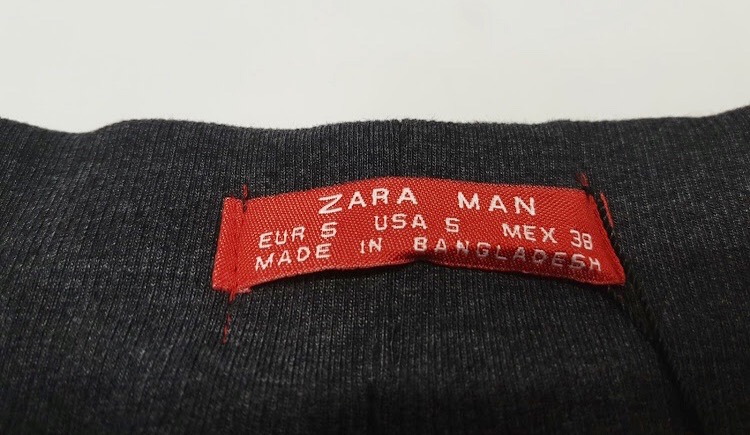 ZARA MAN
EUR S USA S MEX 38
MADE IN BANGLADESH